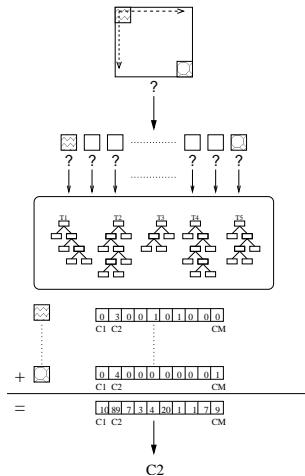 ?
? ? ? ? ? ?
T1 T2 T3 T4 T5
0 3 0 0 1 0 1 0 0 0
C1 C2 CM
+ 0 4 0 0 0 0 0 0 0 1
C1 C2 CM
= 10 89 7 3 4 20 1 1 7 9
C1 C2 CM
C2